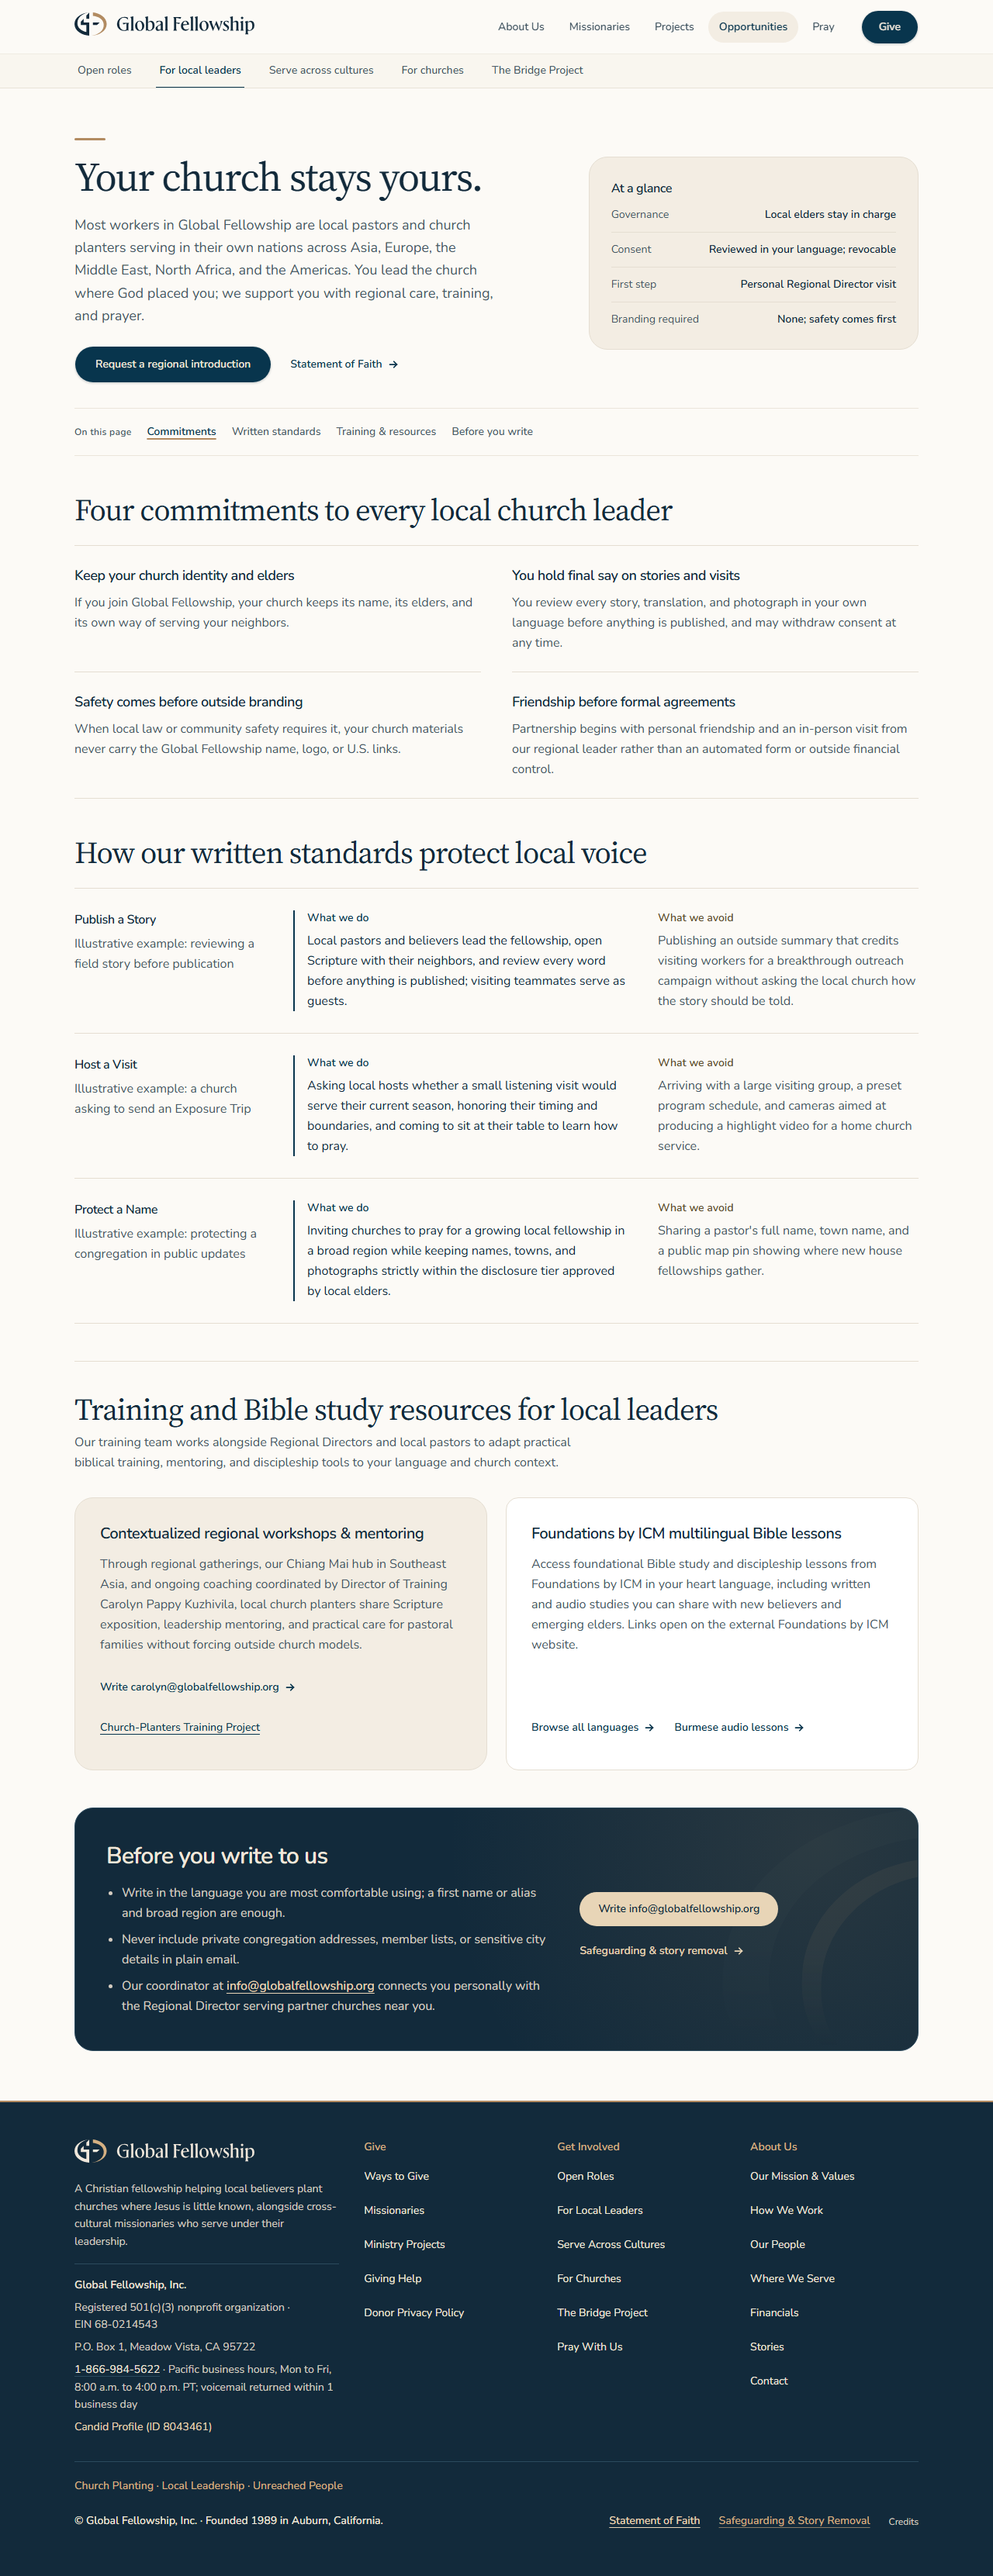 Global Fellowship
About Us
Missionaries
Projects
Opportunities
Pray
Give
Open roles
For local leaders
Serve across cultures
For churches
The Bridge Project
Your church stays yours.
Most workers in Global Fellowship are local pastors and church
planters serving in their own nations across Asia, Europe, the
Middle East, North Africa, and the Americas. You lead the church
where God placed you; we support you with regional care, training,
and prayer.
Request a regional introduction
Statement of Faith →
At a glance
Governance Local elders stay in charge
Consent Reviewed in your language; revocable
First step Personal Regional Director visit
Branding required None; safety comes first
On this page
Commitments
Written standards
Training & resources
Before you write
Four commitments to every local church leader
Keep your church identity and elders
If you join Global Fellowship, your church keeps its name, its elders, and
its own way of serving your neighbors.
You hold final say on stories and visits
You review every story, translation, and photograph in your own
language before anything is published, and may withdraw consent at
any time.
Safety comes before outside branding
When local law or community safety requires it, your church materials
never carry the Global Fellowship name, logo, or U.S. links.
Friendship before formal agreements
Partnership begins with personal friendship and an in-person visit from
our regional leader rather than an automated form or outside financial
control.
How our written standards protect local voice
Publish a Story
Illustrative example: reviewing a
field story before publication
What we do
Local pastors and believers lead the fellowship, open
Scripture with their neighbors, and review every word
before anything is published; visiting teammates serve as
guests.
What we avoid
Publishing an outside summary that credits
visiting workers for a breakthrough outreach
campaign without asking the local church how
the story should be told.
Host a Visit
Illustrative example: a church
asking to send an Exposure Trip
What we do
Asking local hosts whether a small listening visit would
serve their current season, honoring their timing and
boundaries, and coming to sit at their table to learn how
to pray.
What we avoid
Arriving with a large visiting group, a preset
program schedule, and cameras aimed at
producing a highlight video for a home church
service.
Protect a Name
Illustrative example: protecting a
congregation in public updates
What we do
Inviting churches to pray for a growing local fellowship in
a broad region while keeping names, towns, and
photographs strictly within the disclosure tier approved
by local elders.
What we avoid
Sharing a pastor's full name, town name, and
a public map pin showing where new house
fellowships gather.
Training and Bible study resources for local leaders
Our training team works alongside Regional Directors and local pastors to adapt practical
biblical training, mentoring, and discipleship tools to your language and church context.
Contextualized regional workshops & mentoring
Through regional gatherings, our Chiang Mai hub in Southeast
Asia, and ongoing coaching coordinated by Director of Training
Carolyn Pappy Kuzhivila, local church planters share Scripture
exposition, leadership mentoring, and practical care for pastoral
families without forcing outside church models.
Write carolyn@globalfellowship.org →
Church-Planters Training Project
Foundations by ICM multilingual Bible lessons
Access foundational Bible study and discipleship lessons from
Foundations by ICM in your heart language, including written
and audio studies you can share with new believers and
emerging elders. Links open on the external Foundations by ICM
website.
Browse all languages →
Burmese audio lessons →
Before you write to us
• Write in the language you are most comfortable using; a first name or alias
and broad region are enough.
• Never include private congregation addresses, member lists, or sensitive city
details in plain email.
• Our coordinator at info@globalfellowship.org connects you personally with
the Regional Director serving partner churches near you.
Write info@globalfellowship.org
Safeguarding & story removal →
Global Fellowship
A Christian fellowship helping local believers plant
churches where Jesus is little known, alongside cross-
cultural missionaries who serve under their
leadership.
Global Fellowship, Inc.
Registered 501(c)(3) nonprofit organization ·
EIN 68-0214543
P.O. Box 1, Meadow Vista, CA 95722
1-866-984-5622 · Pacific business hours, Mon to Fri,
8:00 a.m. to 4:00 p.m. PT; voicemail returned within 1
business day
Candid Profile (ID 8043461)
Give
Ways to Give
Missionaries
Ministry Projects
Giving Help
Donor Privacy Policy
Get Involved
Open Roles
For Local Leaders
Serve Across Cultures
For Churches
The Bridge Project
Pray With Us
About Us
Our Mission & Values
How We Work
Our People
Where We Serve
Financials
Stories
Contact
Church Planting · Local Leadership · Unreached People
© Global Fellowship, Inc. · Founded 1989 in Auburn, California.
Statement of Faith
Safeguarding & Story Removal
Credits